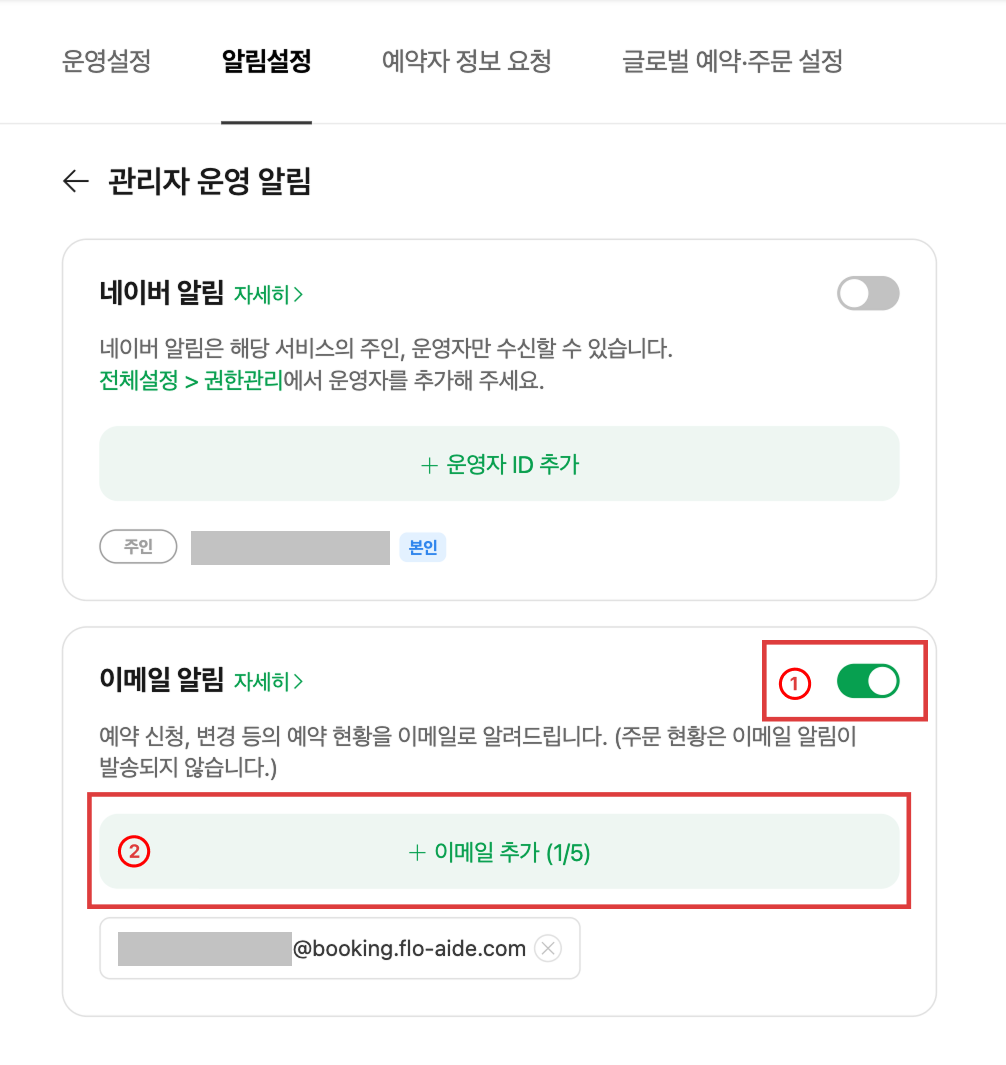 운영설정 알림설정 예약자 정보 요청 글로벌 예약·주문 설정
← 관리자 운영 알림
네이버 알림 자세히 >
네이버 알림은 해당 서비스의 주인, 운영자만 수신할 수 있습니다.
전체설정 > 권한관리에서 운영자를 추가해 주세요.
+ 운영자 ID 추가
주인 본인
이메일 알림 자세히 > ①
예약 신청, 변경 등의 예약 현황을 이메일로 알려드립니다. (주문 현황은 이메일 알림이
발송되지 않습니다.)
② + 이메일 추가 (1/5)
@booking.flo-aide.com